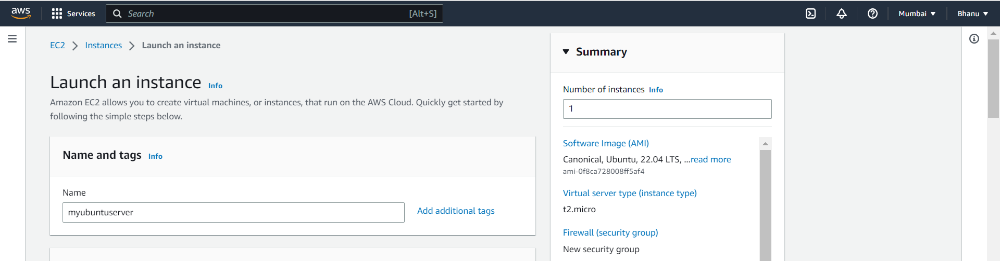 aws
Services
Search [Alt+S]
Mumbai
Bhanu
EC2 Instances Launch an instance
Launch an instance Info
Amazon EC2 allows you to create virtual machines, or instances, that run on the AWS Cloud. Quickly get started by
following the simple steps below.
Name and tags Info
Name
myubuntuserver
Add additional tags
Summary
Number of instances Info
1
Software Image (AMI)
Canonical, Ubuntu, 22.04 LTS, ...read more
ami-0f8ca728008ff5af4
Virtual server type (instance type)
t2.micro
Firewall (security group)
New security group